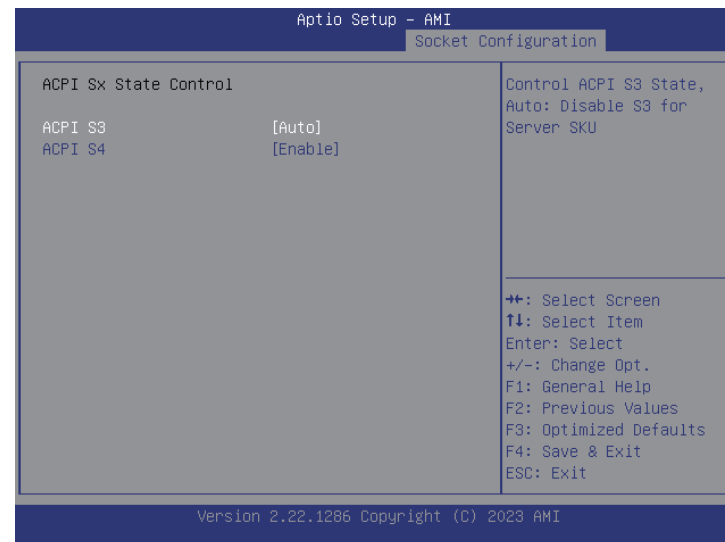 Aptio Setup – AMI
Socket Configuration
ACPI Sx State Control
ACPI S3 [Auto]
ACPI S4 [Enable]
Control ACPI S3 State,
Auto: Disable S3 for
Server SKU
→←: Select Screen
↑↓: Select Item
Enter: Select
+/-: Change Opt.
F1: General Help
F2: Previous Values
F3: Optimized Defaults
F4: Save & Exit
ESC: Exit
Version 2.22.1286 Copyright (C) 2023 AMI